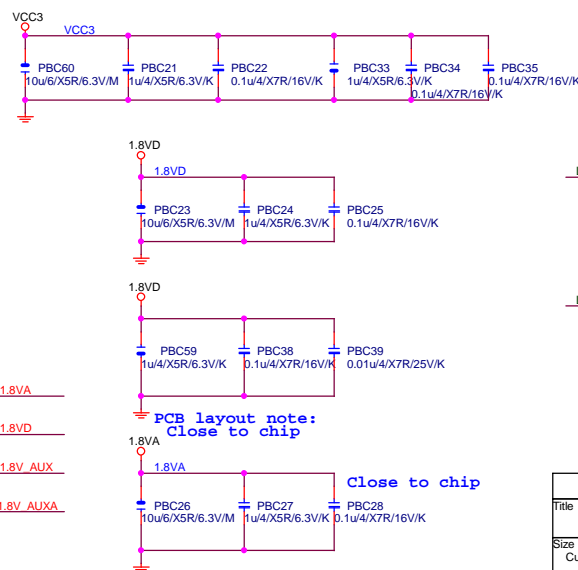 VCC3
VCC3
PBC60
10u/6/X5R/6.3V/M
PBC21
1u/4/X5R/6.3V/K
PBC22
0.1u/4/X7R/16V/K
PBC33
1u/4/X5R/6.3V/K
PBC34
0.1u/4/X7R/16V/K
PBC35
0.1u/4/X7R/16V/K
1.8VD
1.8VD
PBC23
10u/6/X5R/6.3V/M
PBC24
1u/4/X5R/6.3V/K
PBC25
0.1u/4/X7R/16V/K
1.8VD
PBC59
1u/4/X5R/6.3V/K
PBC38
0.1u/4/X7R/16V/K
PBC39
0.01u/4/X7R/25V/K
1.8VA
1.8VD
1.8V_AUX
1.8V_AUXA
PCB layout note:
Close to chip
1.8VA
1.8VA
Close to chip
PBC26
10u/6/X5R/6.3V/M
PBC27
1u/4/X5R/6.3V/K
PBC28
0.1u/4/X7R/16V/K
Title
Size
Cu